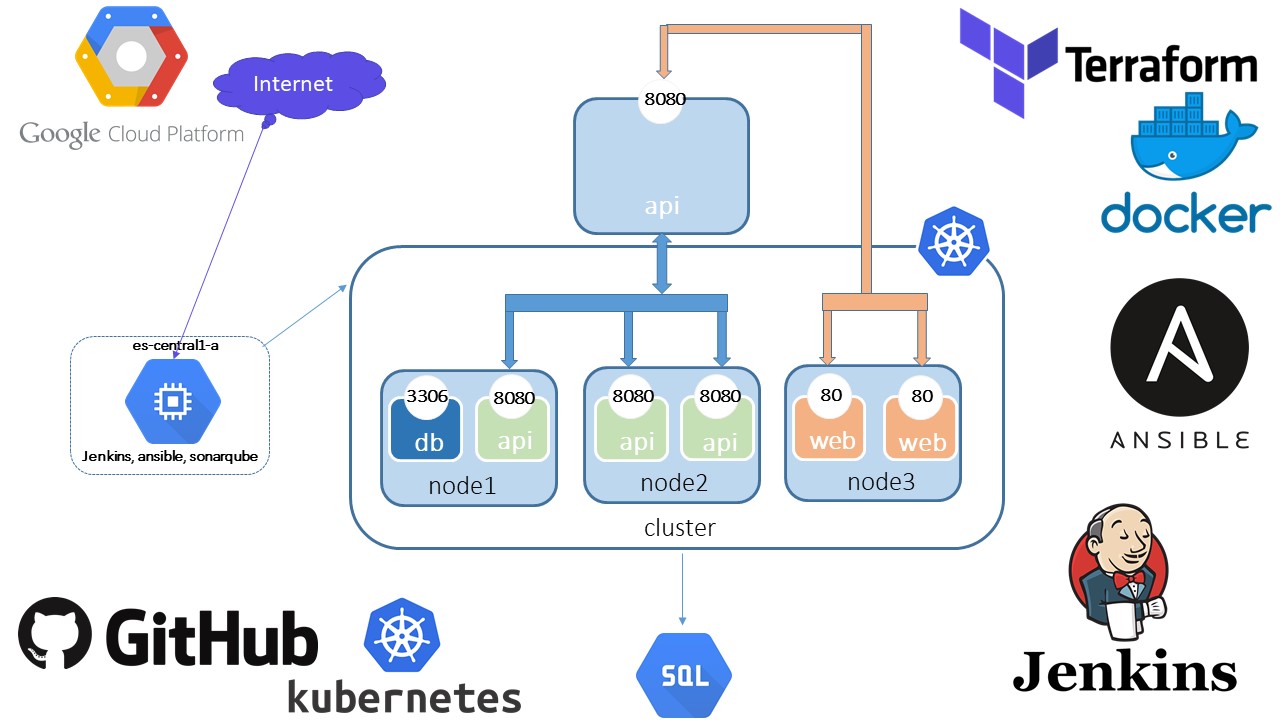 Google Cloud Platform
Internet
8080
api
Terraform
docker
es-central1-a
Jenkins, ansible, sonarqube
3306
db
8080
api
node1
8080
api
8080
api
node2
80
web
80
web
node3
cluster
ANSIBLE
GitHub
kubernetes
SQL
Jenkins